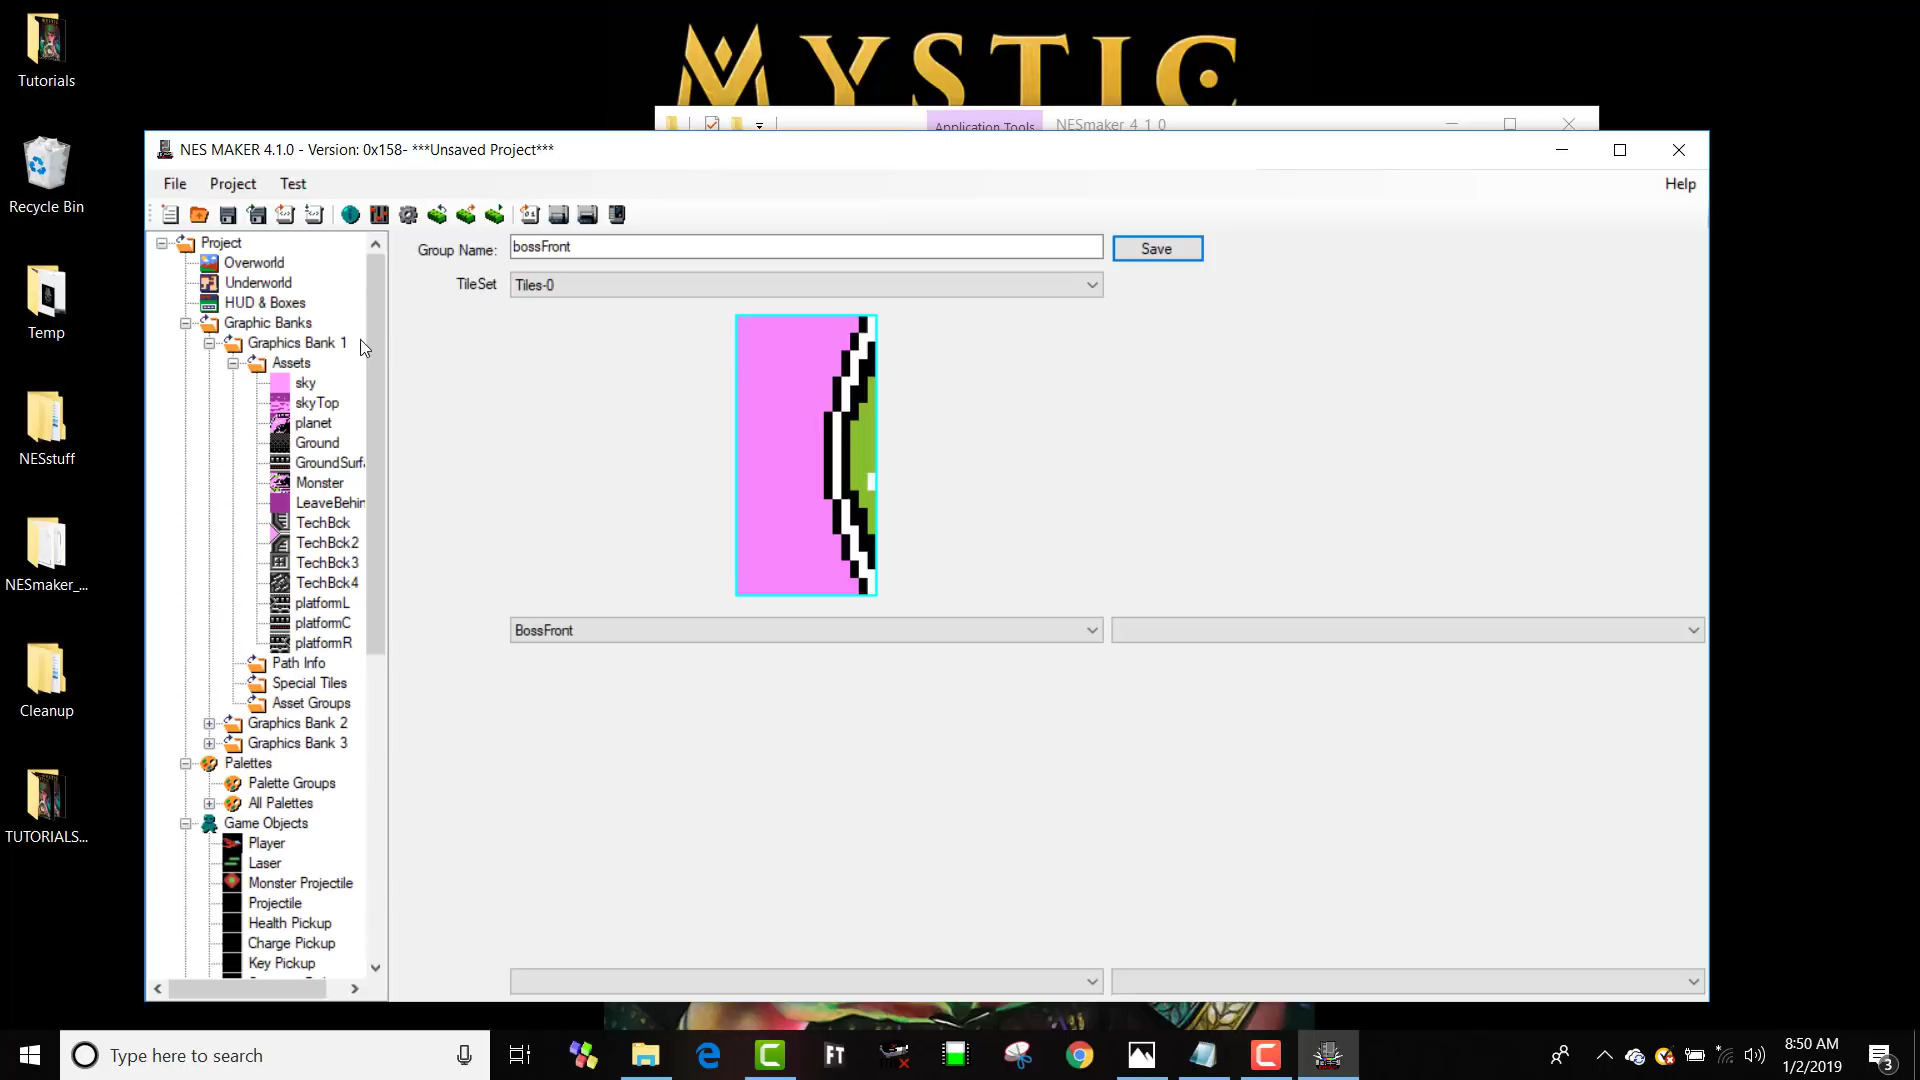 MYSTIC
Tutorials
Recycle Bin
Temp
NESstuff
NESmaker_...
Cleanup
TUTORIALS...
Application Tools
NESmaker_4_1_0
NES MAKER 4.1.0 - Version: 0x158- ***Unsaved Project***
File Project Test Help
Project
Overworld
Underworld
HUD & Boxes
Graphic Banks
Graphics Bank 1
Assets
sky
skyTop
planet
Ground
GroundSurf
Monster
LeaveBehin
TechBck
TechBck2
TechBck3
TechBck4
platformL
platformC
platformR
Path Info
Special Tiles
Asset Groups
Graphics Bank 2
Graphics Bank 3
Palettes
Palette Groups
All Palettes
Game Objects
Player
Laser
Monster Projectile
Projectile
Health Pickup
Charge Pickup
Key Pickup
Group Name: bossFront Save
TileSet Tiles-0
BossFront
Type here to search
FT
8:50 AM
1/2/2019
3